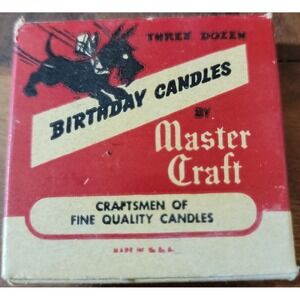 THREE DOZEN
BIRTHDAY CANDLES
BY
Master
Craft
CRAFTSMEN OF
FINE QUALITY CANDLES